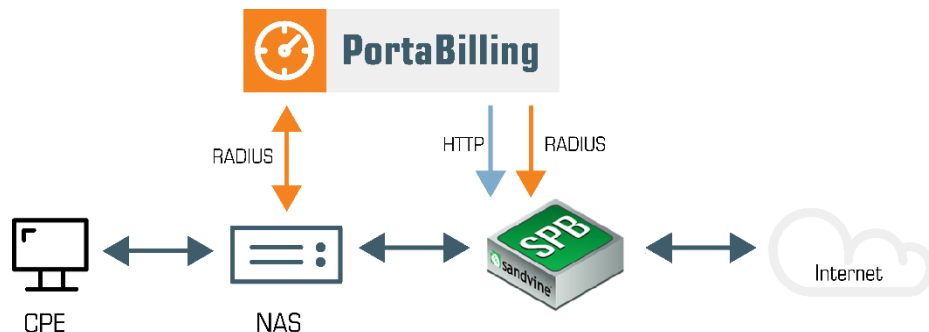 PortaBilling
RADIUS
HTTP
RADIUS
SPB
sandvine
Internet
CPE
NAS